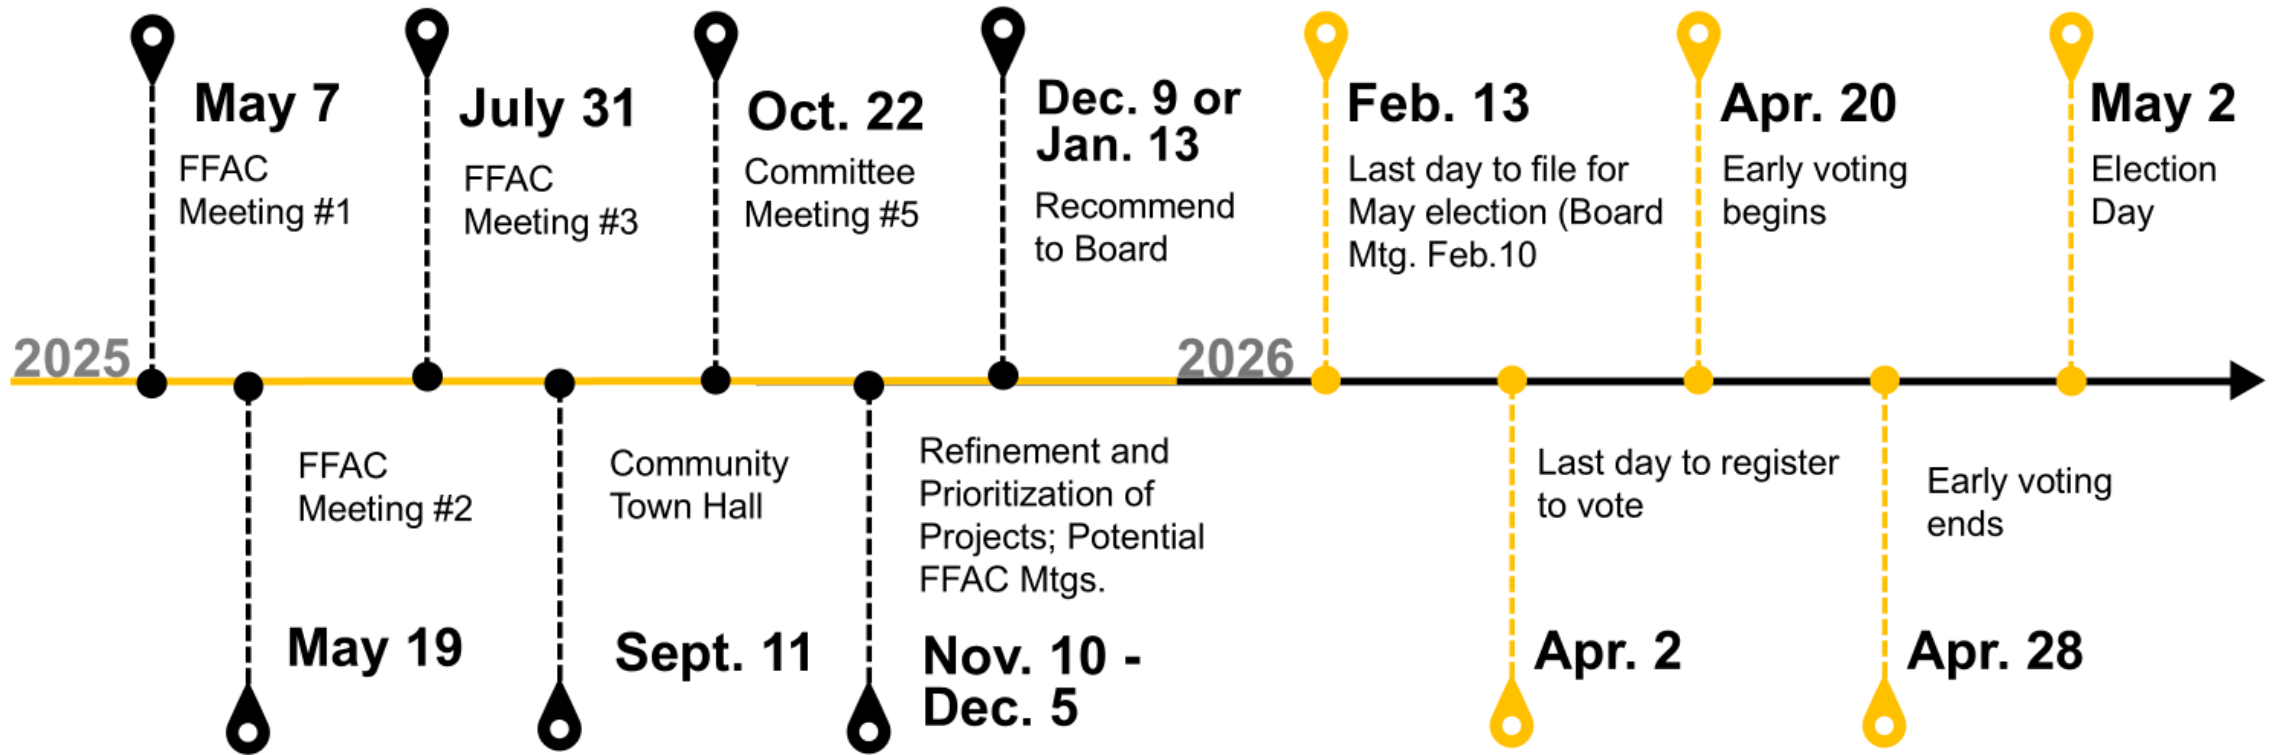 2025
May 7
FFAC
Meeting #1
FFAC
Meeting #2
May 19
July 31
FFAC
Meeting #3
Community
Town Hall
Sept. 11
Oct. 22
Committee
Meeting #5
Refinement and
Prioritization of
Projects; Potential
FFAC Mtgs.
Nov. 10 -
Dec. 5
Dec. 9 or
Jan. 13
Recommend
to Board
2026
Feb. 13
Last day to file for
May election (Board
Mtg. Feb.10
Last day to register
to vote
Apr. 2
Apr. 20
Early voting
begins
Early voting
ends
Apr. 28
May 2
Election
Day